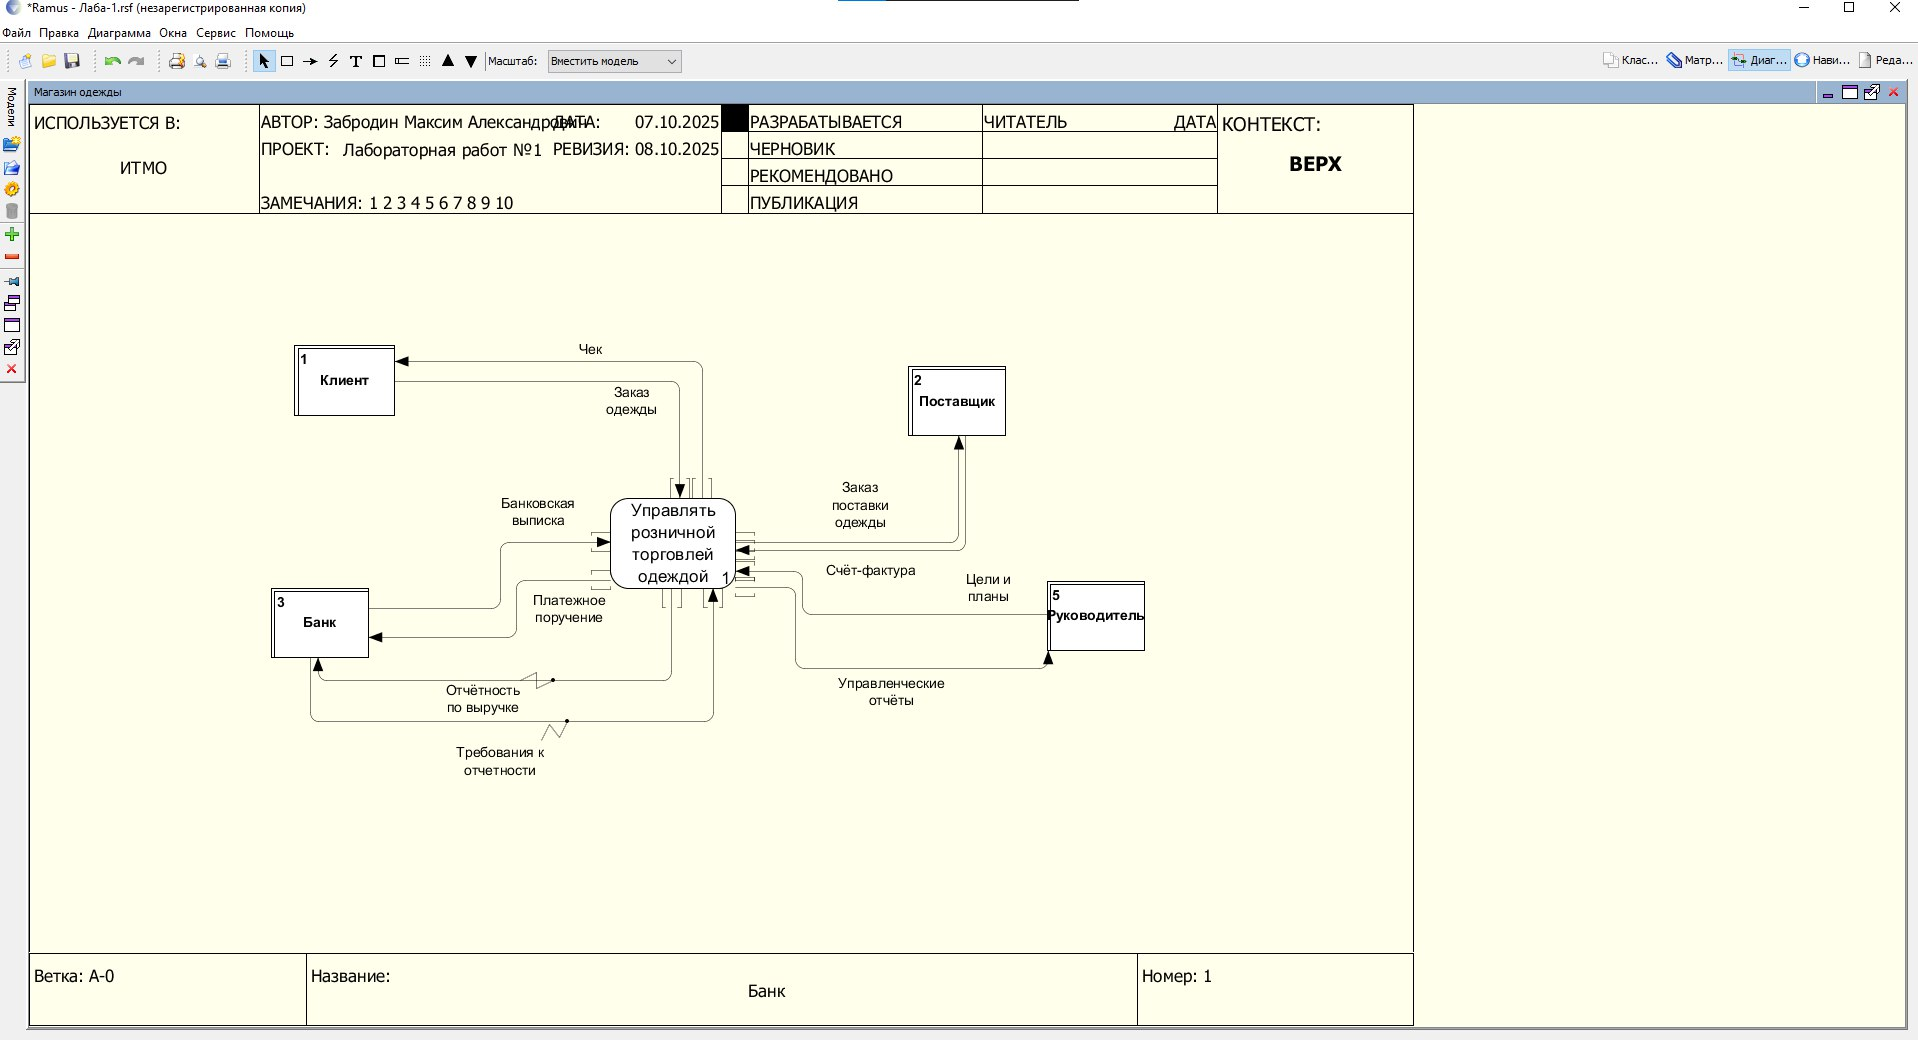 *Ramus - Лаба-1.rsf (незарегистрированная копия)
Файл Правка Диаграмма Окна Сервис Помощь
Масштаб: Вместить модель
Клас... Матр... Диаг... Нави... Реда...
Модели
Магазин одежды
ИСПОЛЬЗУЕТСЯ В:
ИТМО
АВТОР: Забродин Максим Александрович
ДАТА: 07.10.2025
ПРОЕКТ: Лабораторная работ №1
РЕВИЗИЯ: 08.10.2025
ЗАМЕЧАНИЯ: 1 2 3 4 5 6 7 8 9 10
РАЗРАБАТЫВАЕТСЯ
ЧЕРНОВИК
РЕКОМЕНДОВАНО
ПУБЛИКАЦИЯ
ЧИТАТЕЛЬ ДАТА
КОНТЕКСТ:
ВЕРХ
1
Клиент
Чек
Заказ
одежды
2
Поставщик
Банковская
выписка
Управлять
розничной
торговлей
одеждой 1
Заказ
поставки
одежды
Счёт-фактура
Цели и
планы
3
Банк
Платежное
поручение
5
Руководитель
Отчётность
по выручке
Управленческие
отчёты
Требования к
отчетности
Ветка: A-0
Название:
Банк
Номер: 1